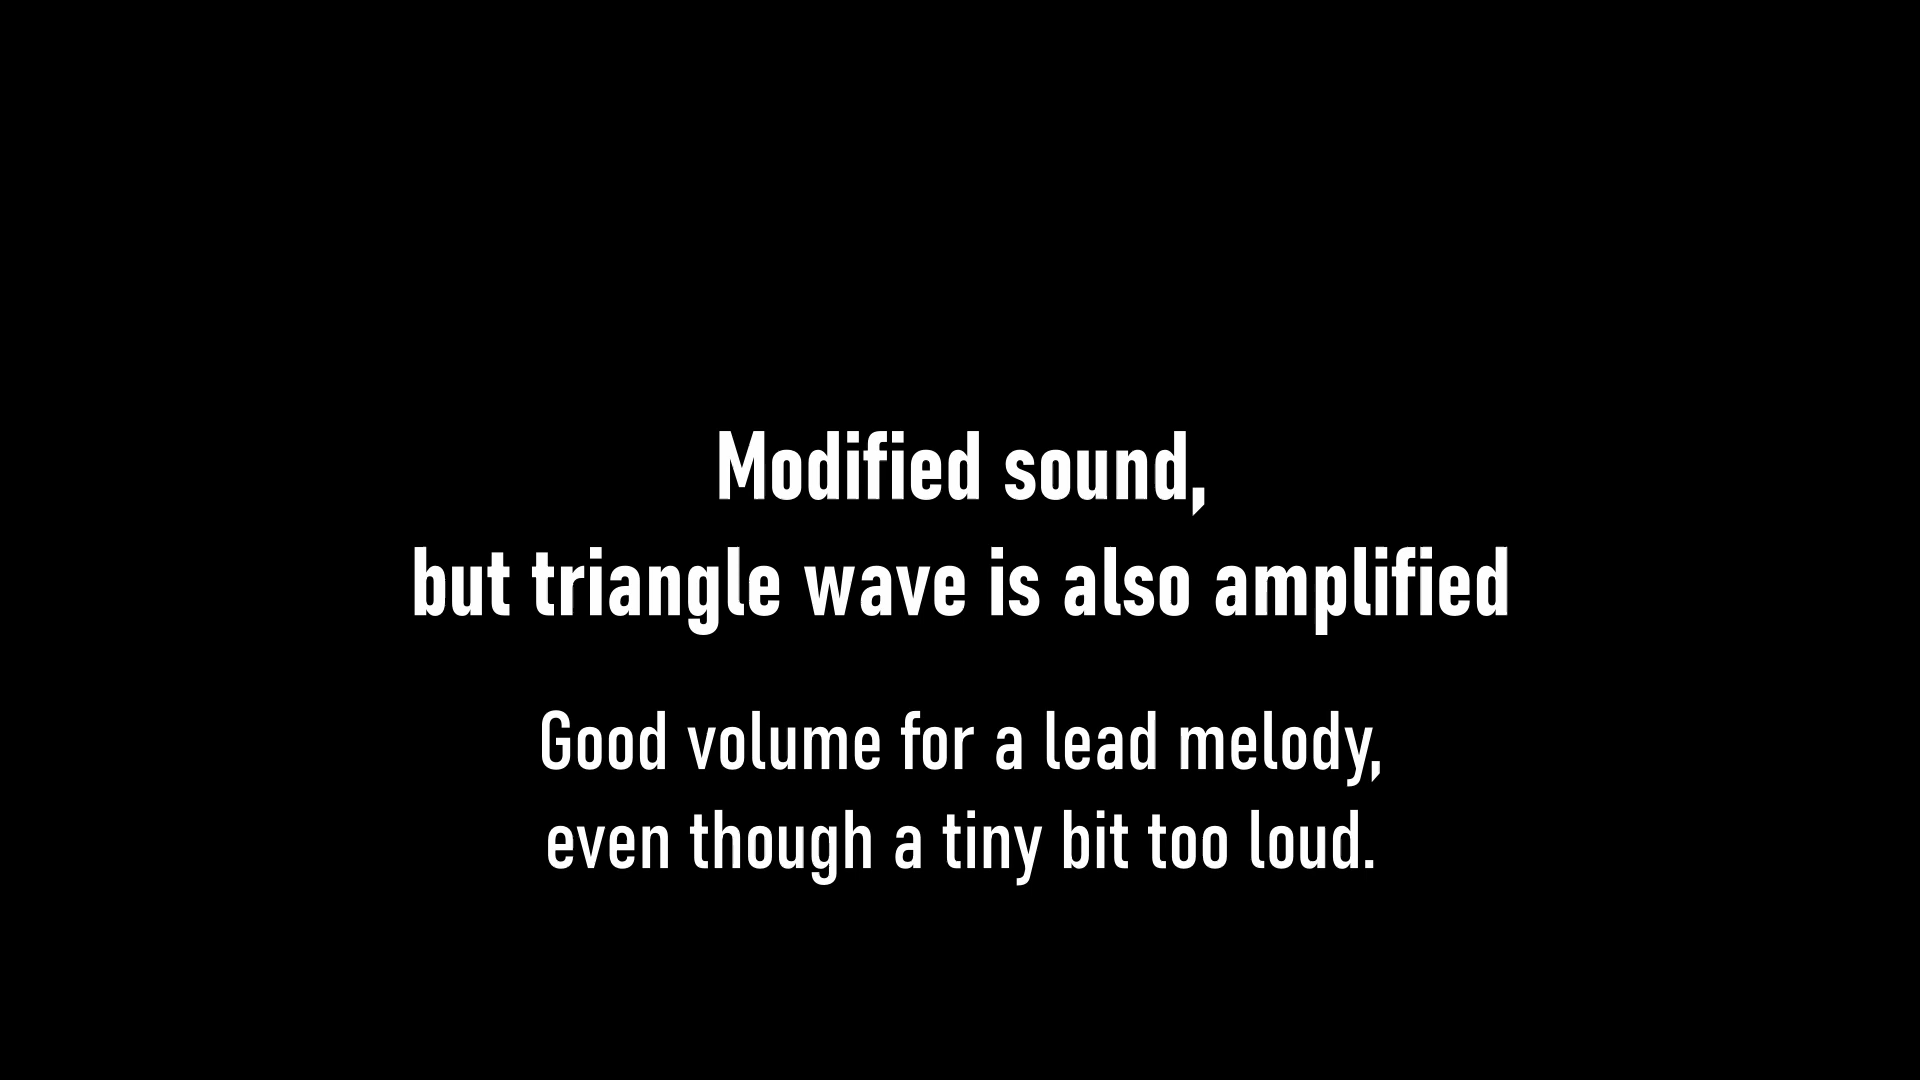 Modified sound,
but triangle wave is also amplified
Good volume for a lead melody,
even though a tiny bit too loud.